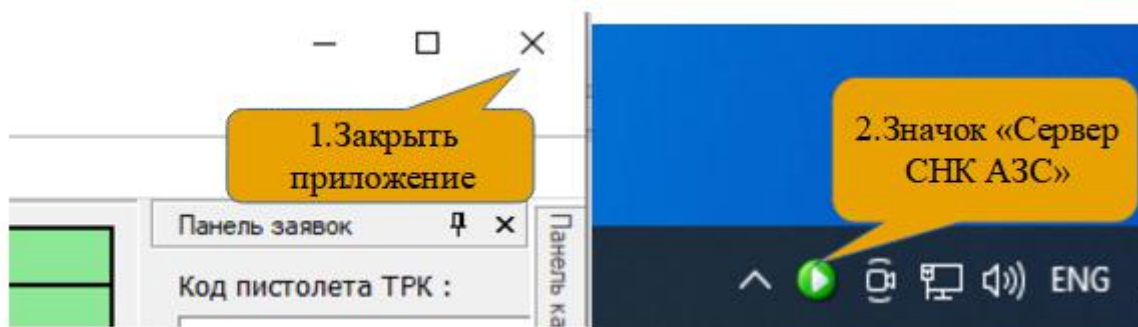 1.Закрыть
приложение
Панель заявок
Код пистолета ТРК :
Панель ка
2.Значок «Сервер
СНК АЗС»
ENG